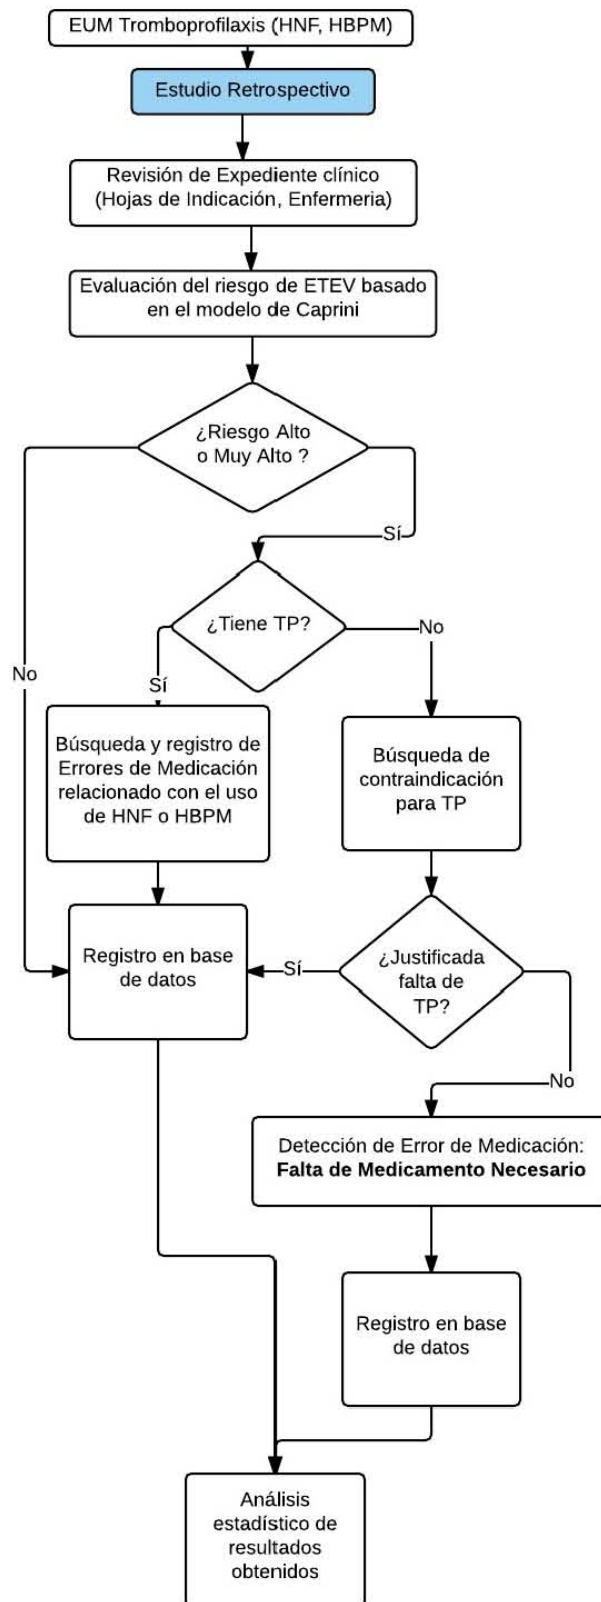 EUM Tromboprofilaxis (HNF, HBPM)
Estudio Retrospectivo
Revisión de Expediente clínico
(Hojas de Indicación, Enfermeria)
Evaluación del riesgo de ETEV basado
en el modelo de Caprini
¿Riesgo Alto
o Muy Alto ?
Sí
¿Tiene TP?
No
No
Sí
Búsqueda y registro de
Errores de Medicación
relacionado con el uso
de HNF o HBPM
Búsqueda de
contraindicación
para TP
Registro en base
de datos
Sí
¿Justificada
falta de
TP?
No
Detección de Error de Medicación:
Falta de Medicamento Necesario
Registro en base
de datos
Análisis
estadístico de
resultados
obtenidos